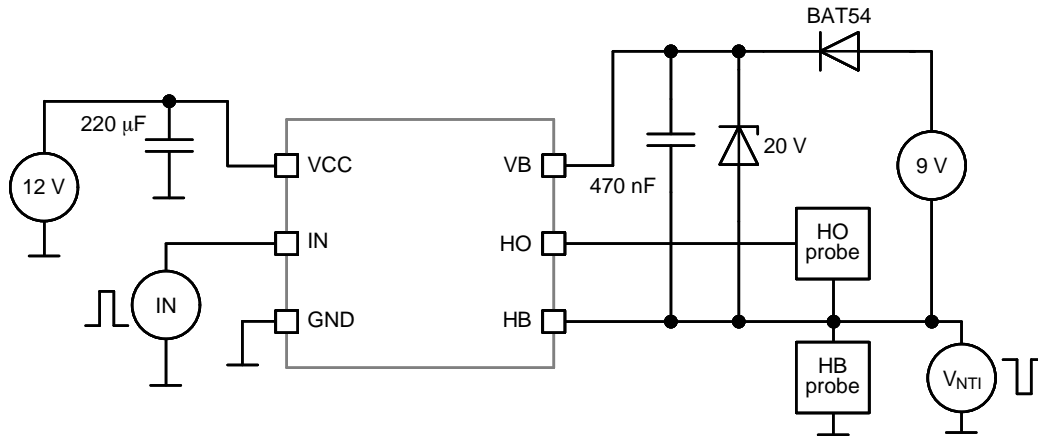 BAT54
220 μF
12 V
VCC
VB
470 nF
20 V
9 V
IN
HO
HO
probe
IN
GND
HB
HB
probe
VNTI